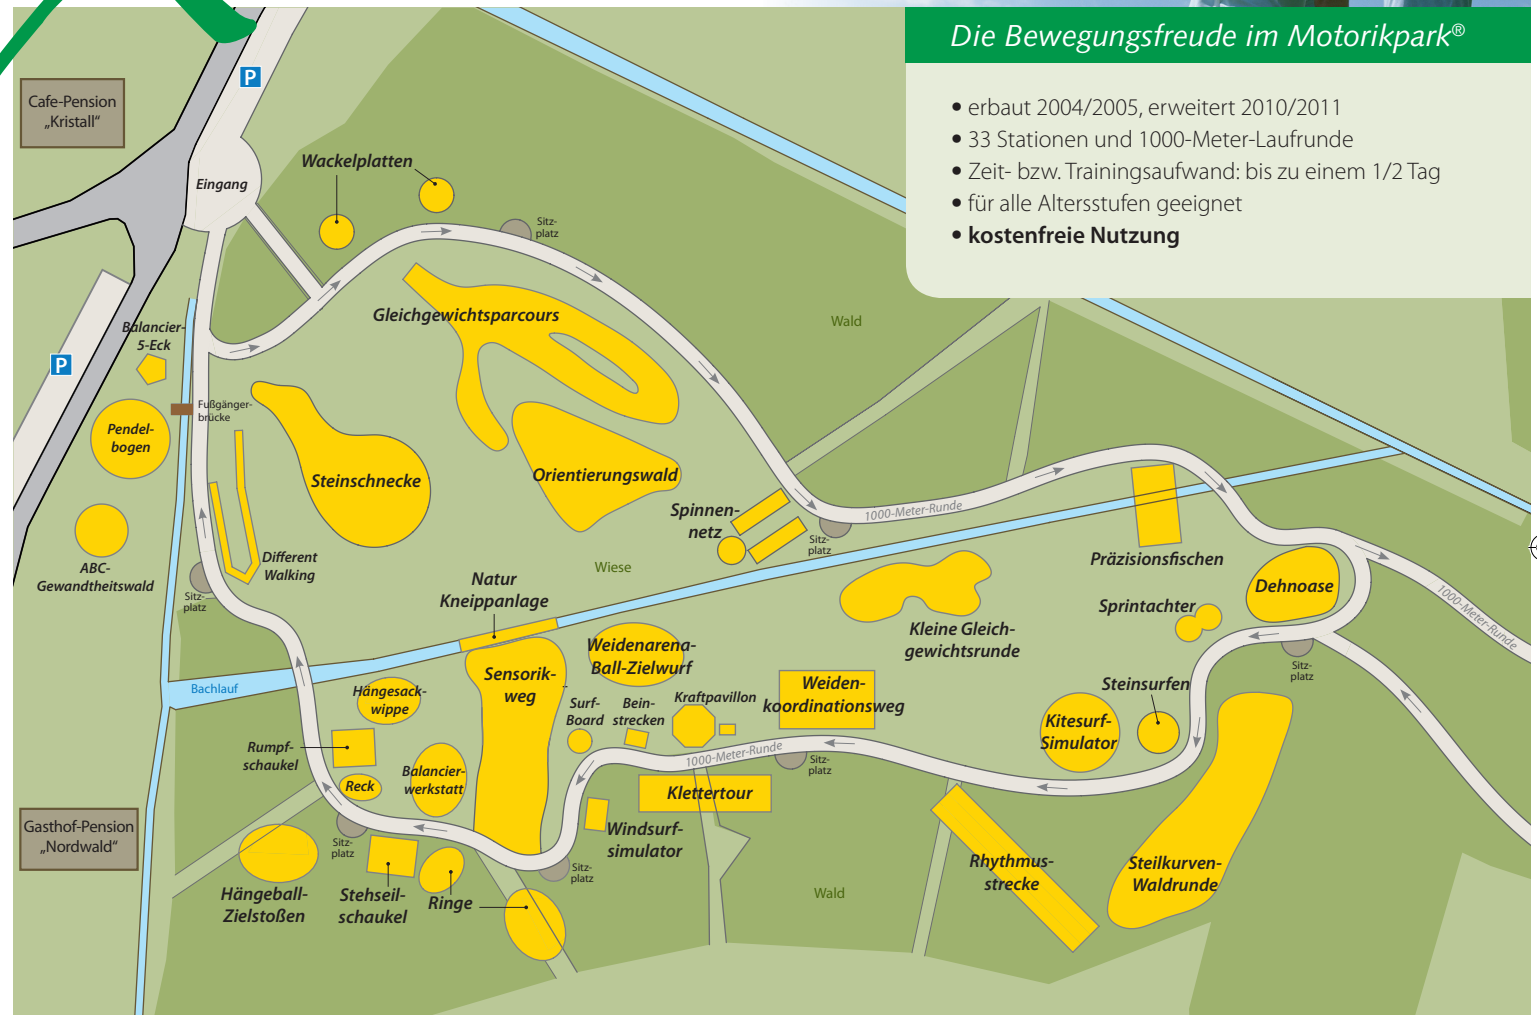 Die Bewegungsfreude im Motorikpark®
• erbaut 2004/2005, erweitert 2010/2011
• 33 Stationen und 1000-Meter-Laufrunde
• Zeit- bzw. Trainingsaufwand: bis zu einem 1/2 Tag
• für alle Altersstufen geeignet
• kostenfreie Nutzung
P
Cafe-Pension
„Kristall“
Eingang
Wackelplatten
Sitz-
platz
Gleichgewichtsparcours
Wald
Balancier-
5-Eck
P
Fußgänger-
brücke
Pendel-
bogen
Steinschnecke
Orientierungswald
Spinnen-
netz
1000-Meter-Runde
Sitz-
platz
Präzisionsfischen
Different
Walking
ABC-
Gewandtheitswald
Sitz-
platz
Wiese
Natur
Kneippanlage
Dehnoase
1000-Meter-Runde
Sprintachter
Kleine Gleich-
gewichtsrunde
Weidenarena-
Ball-Zielwurf
Sensorik-
weg
Sitz-
platz
Bachlauf
Hängesack-
wippe
Surf-
Board
Bein-
strecken
Kraftpavillon
Weiden-
koordinationsweg
Steinsurfen
Kitesurf-
Simulator
Rumpf-
schaukel
Reck
Balancier-
werkstatt
1000-Meter-Runde
Sitz-
platz
Klettertour
Gasthof-Pension
„Nordwald“
Sitz-
platz
Windsurf-
simulator
Sitz-
platz
Rhythmus-
strecke
Steilkurven-
Waldrunde
Hängeball-
Zielstoßen
Stehseil-
schaukel
Ringe
Wald